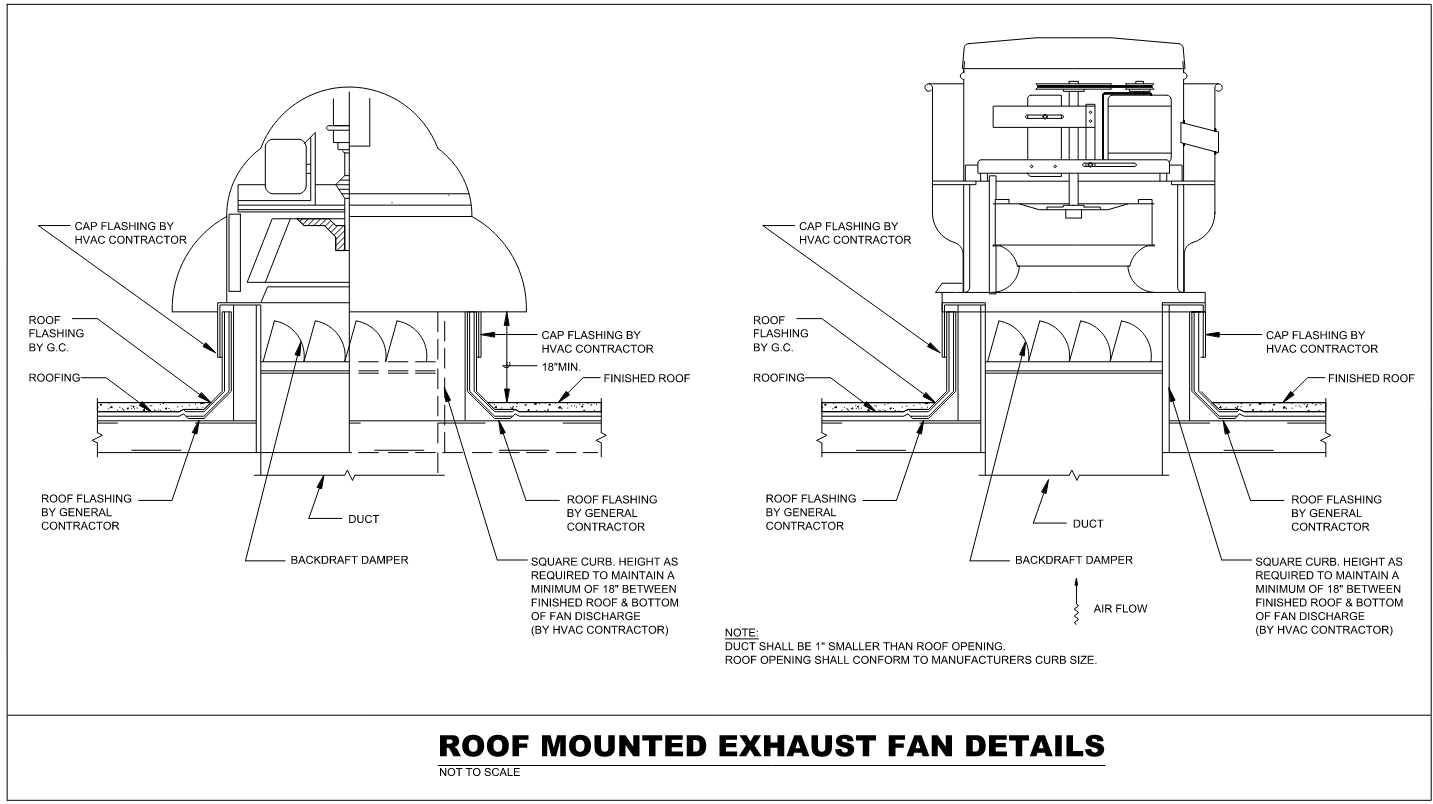 CAP FLASHING BY
HVAC CONTRACTOR
ROOF
FLASHING
BY G.C.
ROOFING
CAP FLASHING BY
HVAC CONTRACTOR
18"MIN.
FINISHED ROOF
ROOF FLASHING
BY GENERAL
CONTRACTOR
DUCT
ROOF FLASHING
BY GENERAL
CONTRACTOR
BACKDRAFT DAMPER
SQUARE CURB. HEIGHT AS
REQUIRED TO MAINTAIN A
MINIMUM OF 18" BETWEEN
FINISHED ROOF & BOTTOM
OF FAN DISCHARGE
(BY HVAC CONTRACTOR)
CAP FLASHING BY
HVAC CONTRACTOR
ROOF
FLASHING
BY G.C.
ROOFING
CAP FLASHING BY
HVAC CONTRACTOR
FINISHED ROOF
ROOF FLASHING
BY GENERAL
CONTRACTOR
DUCT
ROOF FLASHING
BY GENERAL
CONTRACTOR
BACKDRAFT DAMPER
SQUARE CURB. HEIGHT AS
REQUIRED TO MAINTAIN A
MINIMUM OF 18" BETWEEN
FINISHED ROOF & BOTTOM
OF FAN DISCHARGE
(BY HVAC CONTRACTOR)
AIR FLOW
NOTE:
DUCT SHALL BE 1" SMALLER THAN ROOF OPENING.
ROOF OPENING SHALL CONFORM TO MANUFACTURERS CURB SIZE.
ROOF MOUNTED EXHAUST FAN DETAILS
NOT TO SCALE